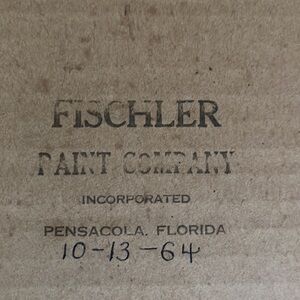 FISCHLER
PAINT COMPANY
INCORPORATED
PENSACOLA, FLORIDA
10-13-64